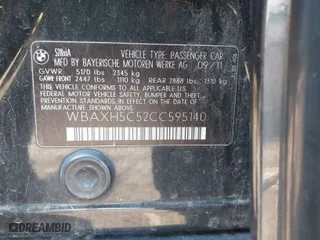 528i
VEHICLE TYPE: PASSENGER CAR
MFD BY BAYERISCHE MOTOREN WERKE AG 09/11
GVWR: 5170 lbs 2345 kg
GAWR FRONT 2447 lbs 1110 kg REAR 2888 lbs 1310 kg
THIS VEHICLE CONFORMS TO ALL APPLICABLE
FEDERAL MOTOR VEHICLE SAFETY, BUMPER AND
THEFT PREVENTION STANDARDS IN EFFECT ON THE
DATE OF MANUFACTURE SHOWN ABOVE.
WBAXH5C52CC595140
DREAMBID